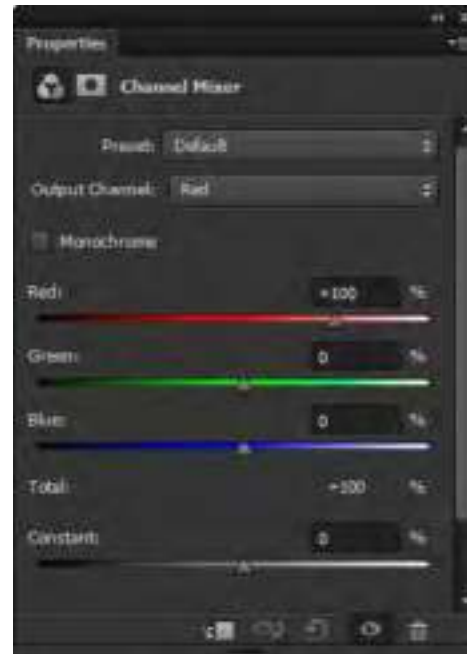 Properties
Channel Mixer
Preset: Default
Output Channel: Red
Monochrome
Red: +100 %
Green: 0 %
Blue: 0 %
Total: +100 %
Constant: 0 %